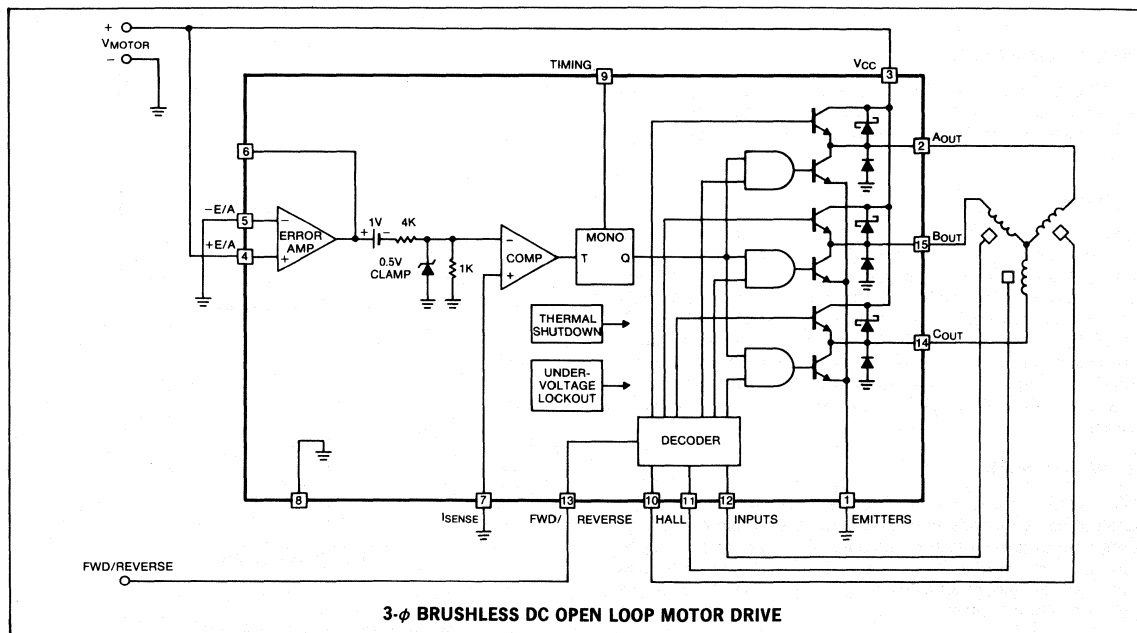 +
VMOTOR
-
TIMING
9
VCC
3
6
-E/A
5
+E/A
4
ERROR
AMP
-
+
+
1V
-
4K
0.5V
CLAMP
1K
-
COMP
+
MONO
T
Q
THERMAL
SHUTDOWN
UNDER-
VOLTAGE
LOCKOUT
DECODER
2
AOUT
15
BOUT
14
COUT
8
7
13
10
11
12
1
ISENSE
FWD/
REVERSE
HALL
INPUTS
EMITTERS
FWD/REVERSE
3-ϕ BRUSHLESS DC OPEN LOOP MOTOR DRIVE